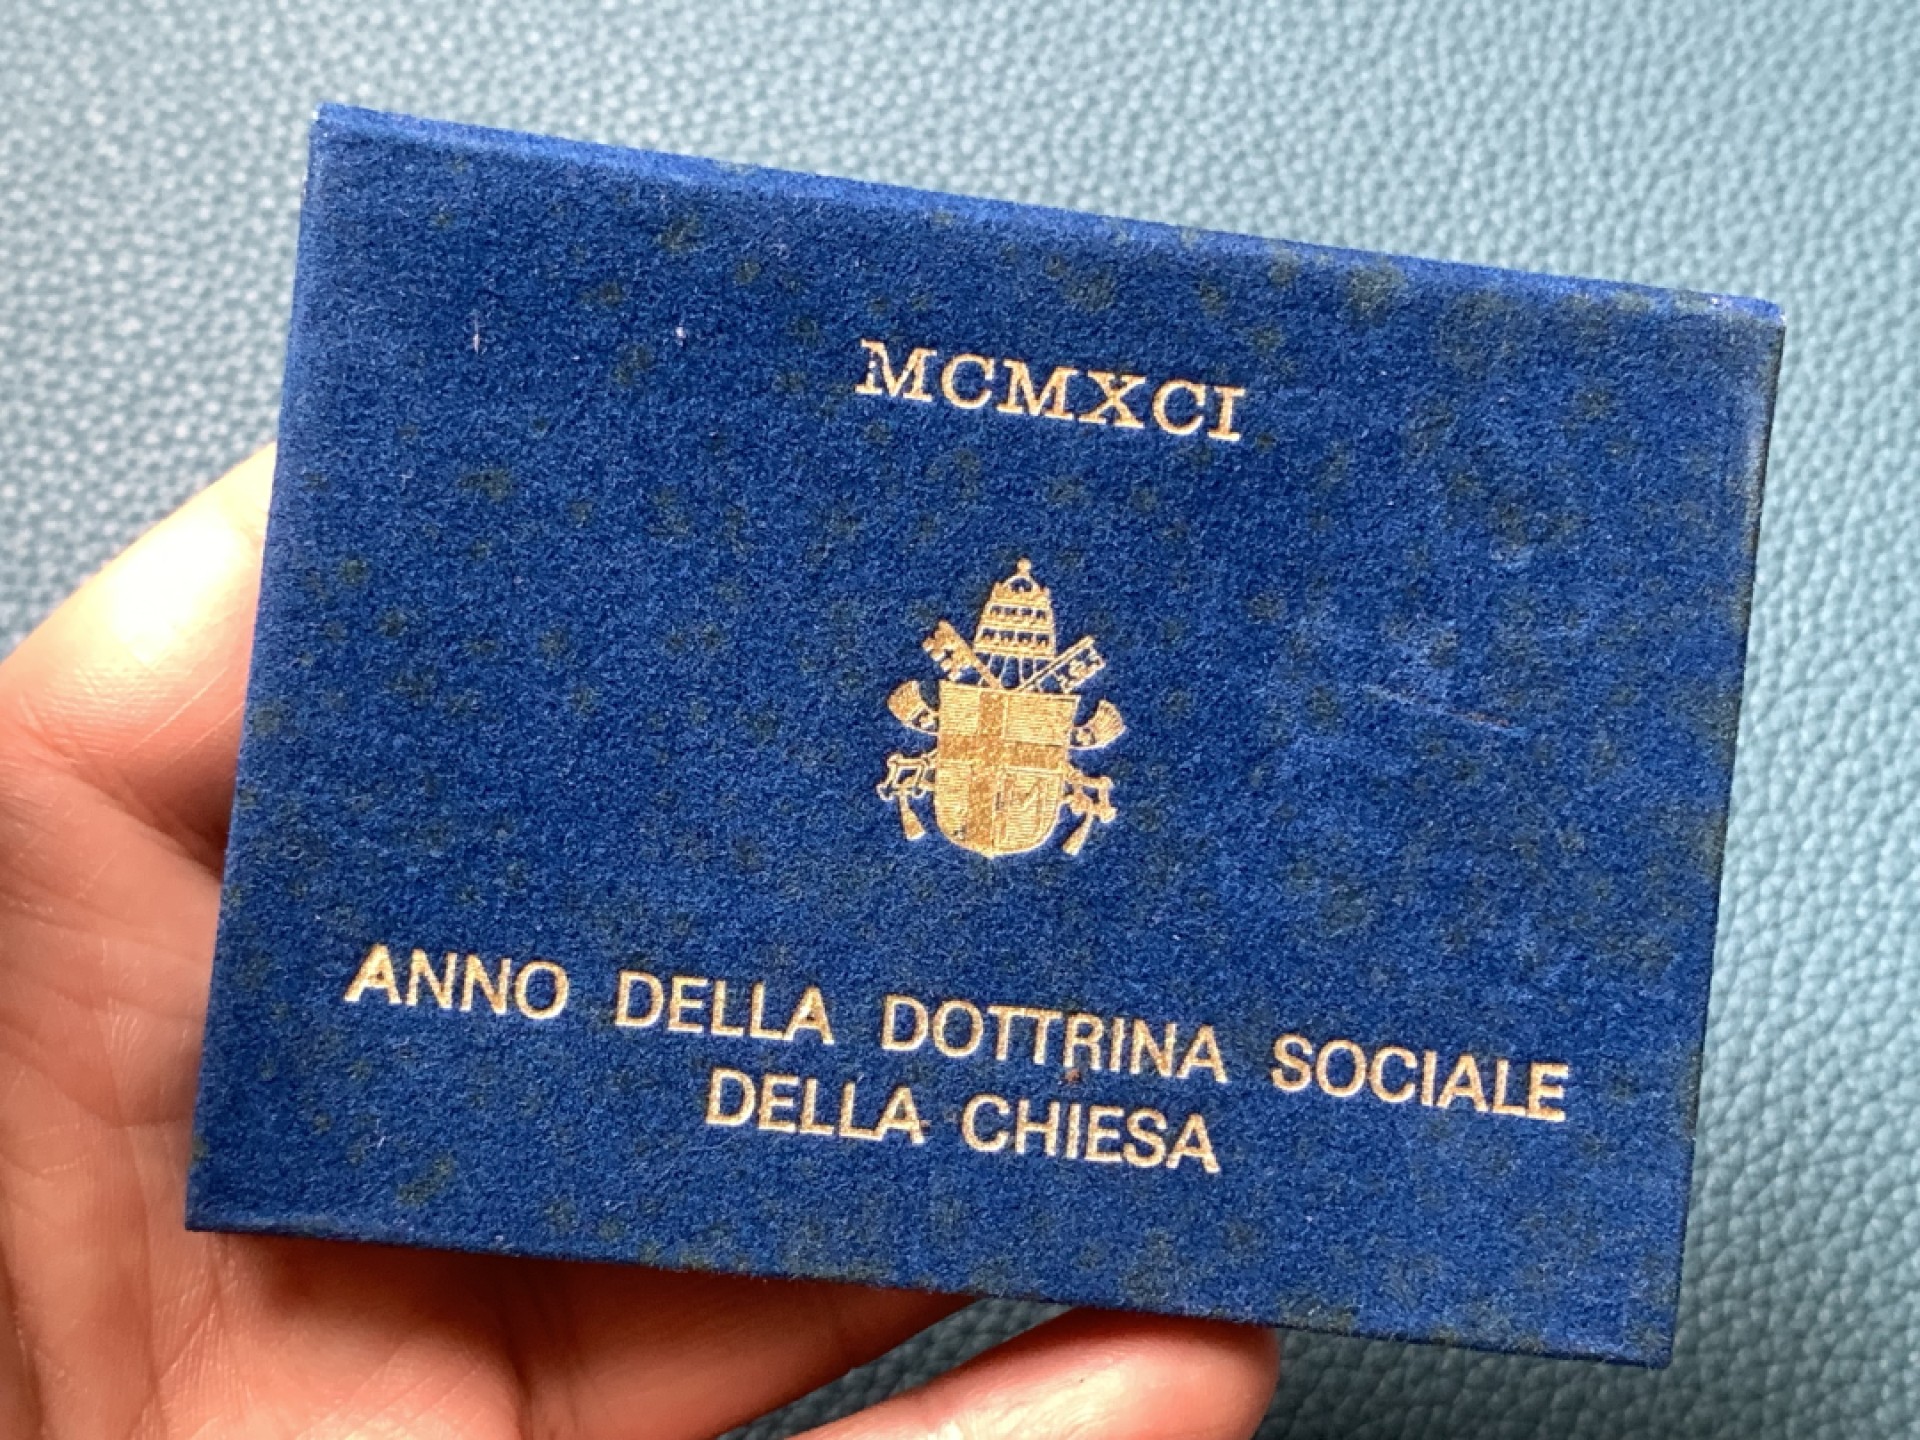 MCMXCI
ANNO DELLA DOTTRINA SOCIALE
DELLA CHIESA